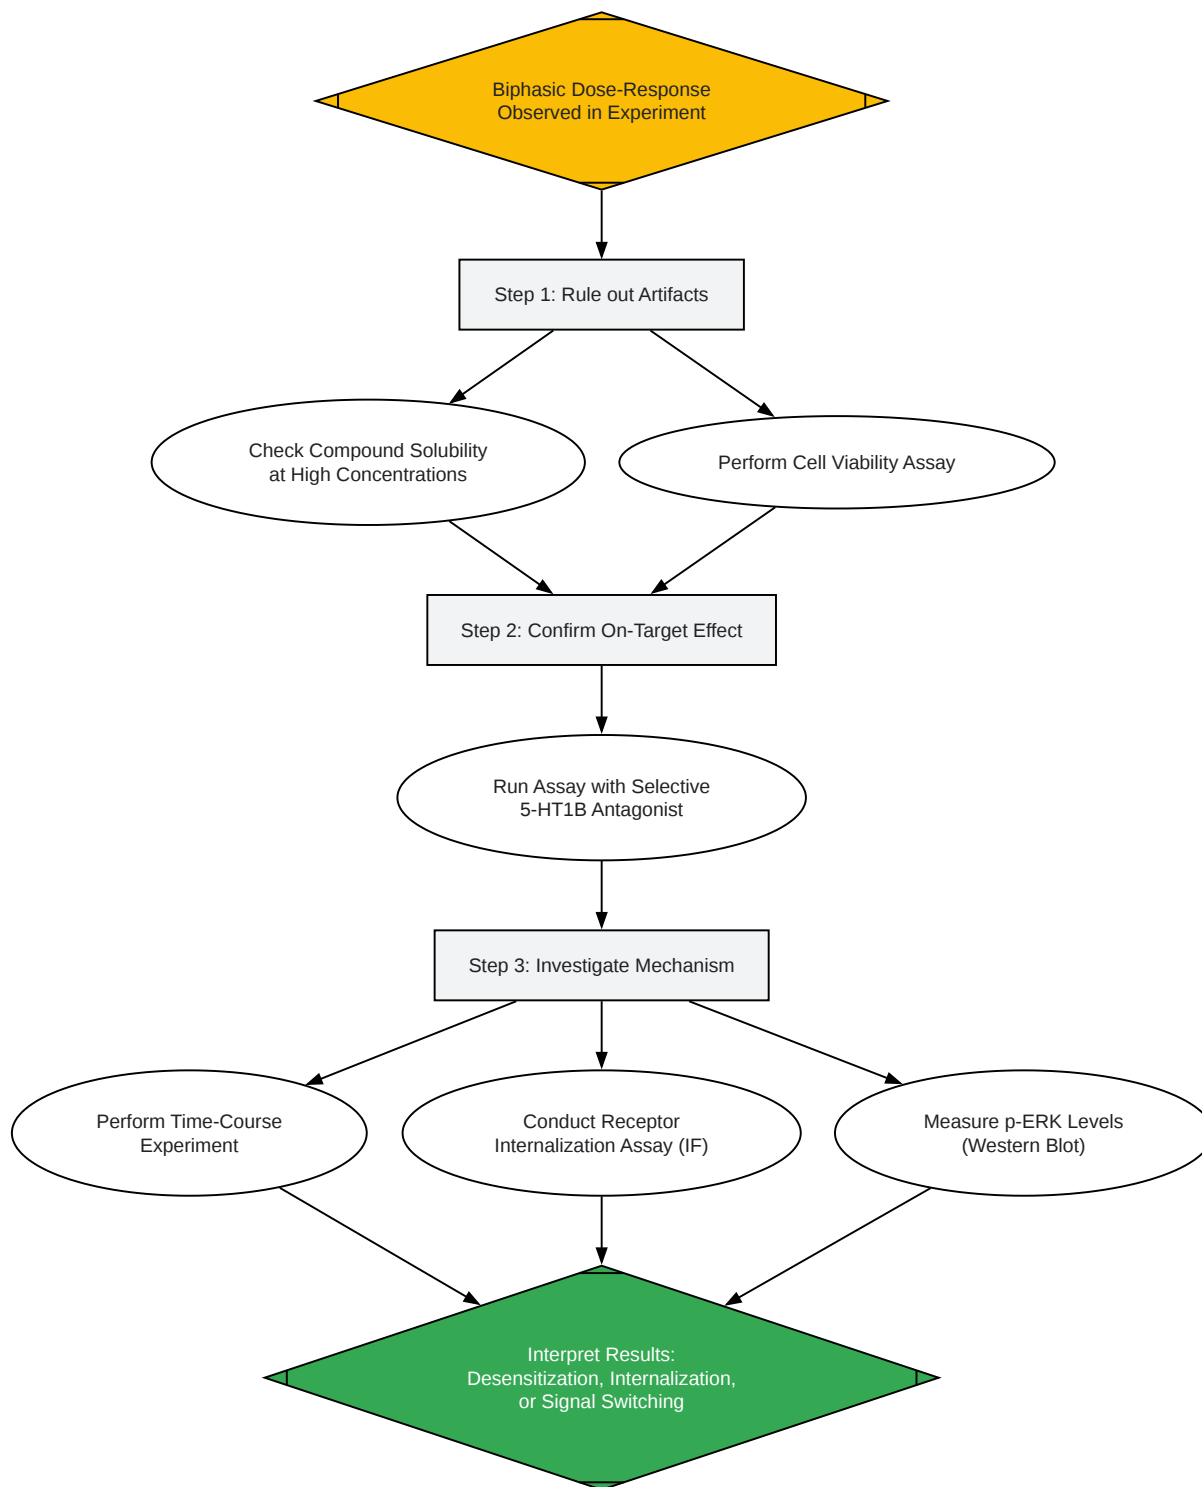 Biphasic Dose-Response
Observed in Experiment
Step 1: Rule out Artifacts
Check Compound Solubility
at High Concentrations
Perform Cell Viability Assay
Step 2: Confirm On-Target Effect
Run Assay with Selective
5-HT1B Antagonist
Step 3: Investigate Mechanism
Perform Time-Course
Experiment
Conduct Receptor
Internalization Assay (IF)
Measure p-ERK Levels
(Western Blot)
Interpret Results:
Desensitization, Internalization,
or Signal Switching